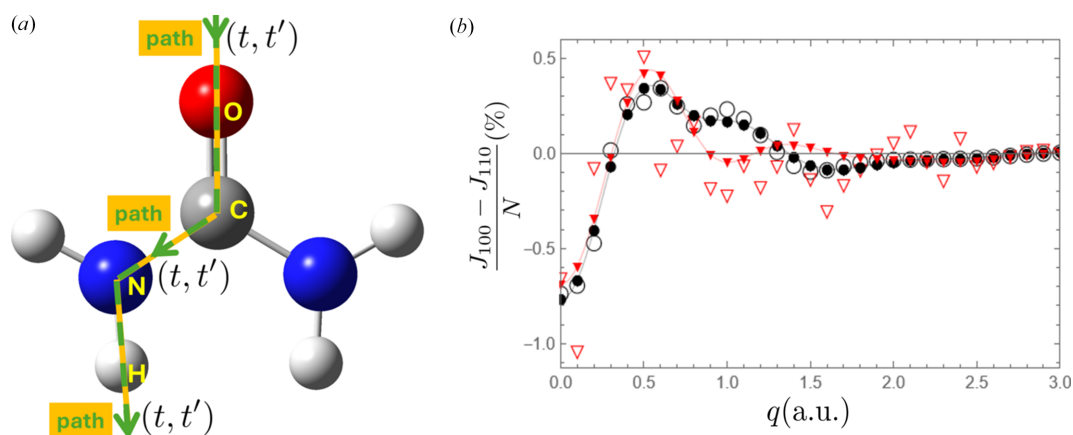 (a)
path
(t, t′)
O
path
C
N
(t, t′)
H
path
(t, t′)
(b)
J₁₀₀ − J₁₁₀
N
(%)
0.5
0.0
−0.5
−1.0
0.0 0.5 1.0 1.5 2.0 2.5 3.0
q(a.u.)